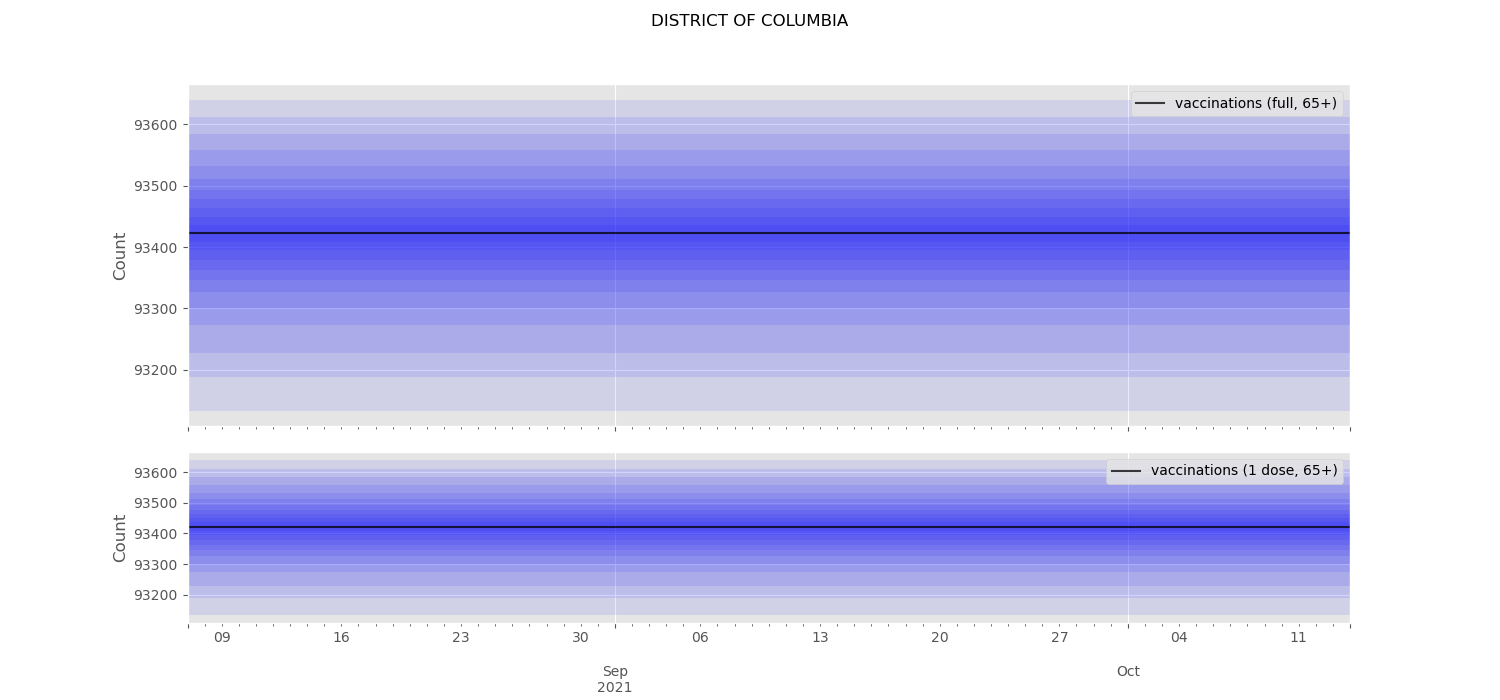 DISTRICT OF COLUMBIA
vaccinations (full, 65+)
93600
93500
93400
93300
93200
Count
vaccinations (1 dose, 65+)
93600
93500
93400
93300
93200
Count
09 16 23 30 06 13 20 27 04 11
Sep Oct
2021